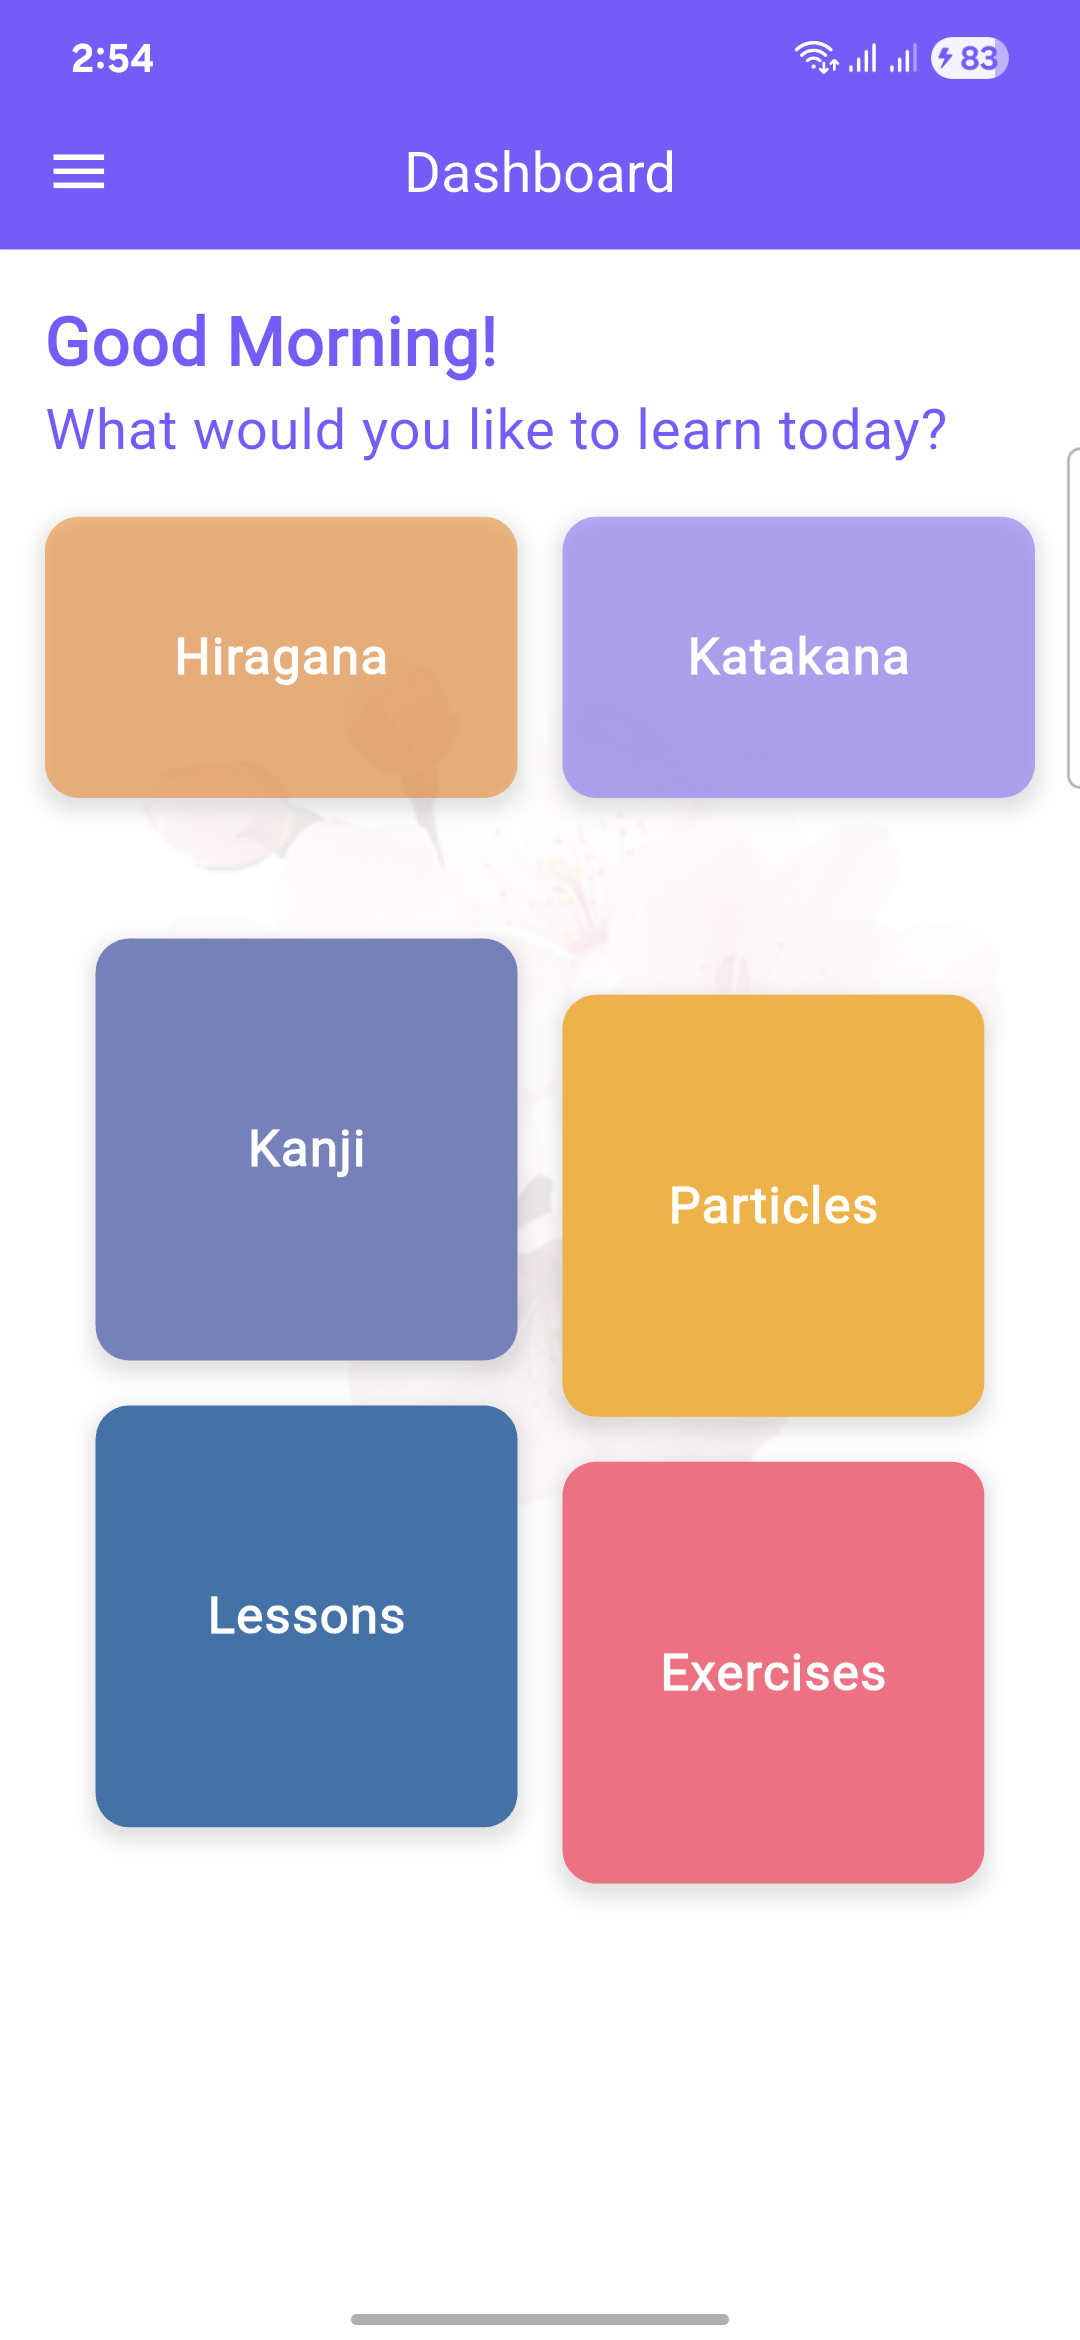 2:54
83
Dashboard
Good Morning!
What would you like to learn today?
Hiragana
Katakana
Kanji
Particles
Lessons
Exercises